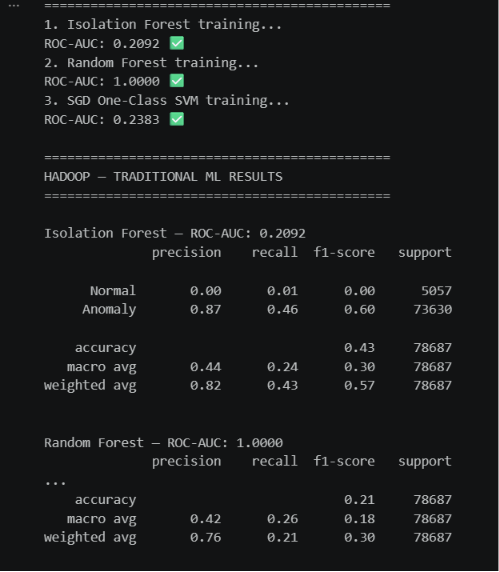 ...
============================================
1. Isolation Forest training...
ROC-AUC: 0.2092 ✅
2. Random Forest training...
ROC-AUC: 1.0000 ✅
3. SGD One-Class SVM training...
ROC-AUC: 0.2383 ✅
============================================
HADOOP — TRADITIONAL ML RESULTS
============================================
Isolation Forest — ROC-AUC: 0.2092
precision recall f1-score support
Normal 0.00 0.01 0.00 5057
Anomaly 0.87 0.46 0.60 73630
accuracy 0.43 78687
macro avg 0.44 0.24 0.30 78687
weighted avg 0.82 0.43 0.57 78687
Random Forest — ROC-AUC: 1.0000
precision recall f1-score support
...
accuracy 0.21 78687
macro avg 0.42 0.26 0.18 78687
weighted avg 0.76 0.21 0.30 78687